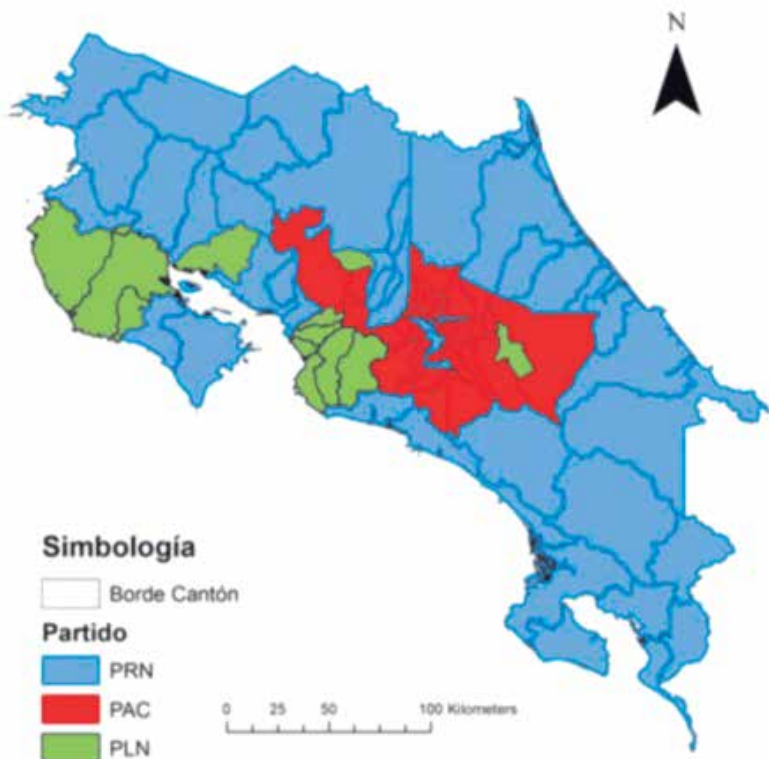 N
Simbología
Borde Cantón
Partido
PRN
PAC
PLN
0 25 50 100 Kilometers